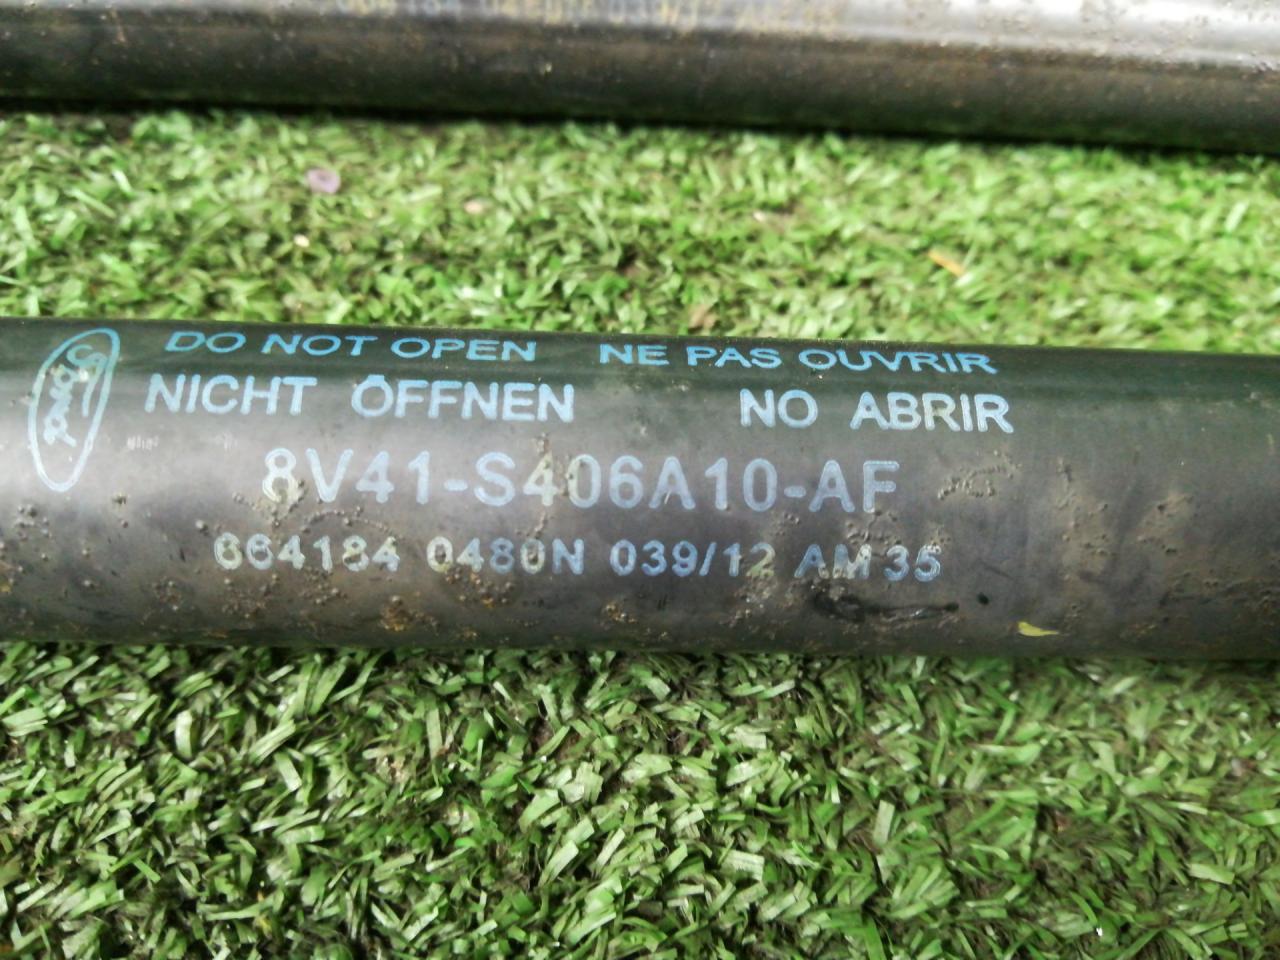 Ford
DO NOT OPEN NE PAS OUVRIR
NICHT ÖFFNEN NO ABRIR
8V41-S406A10-AF
664184 0480N 039/12 AM 35